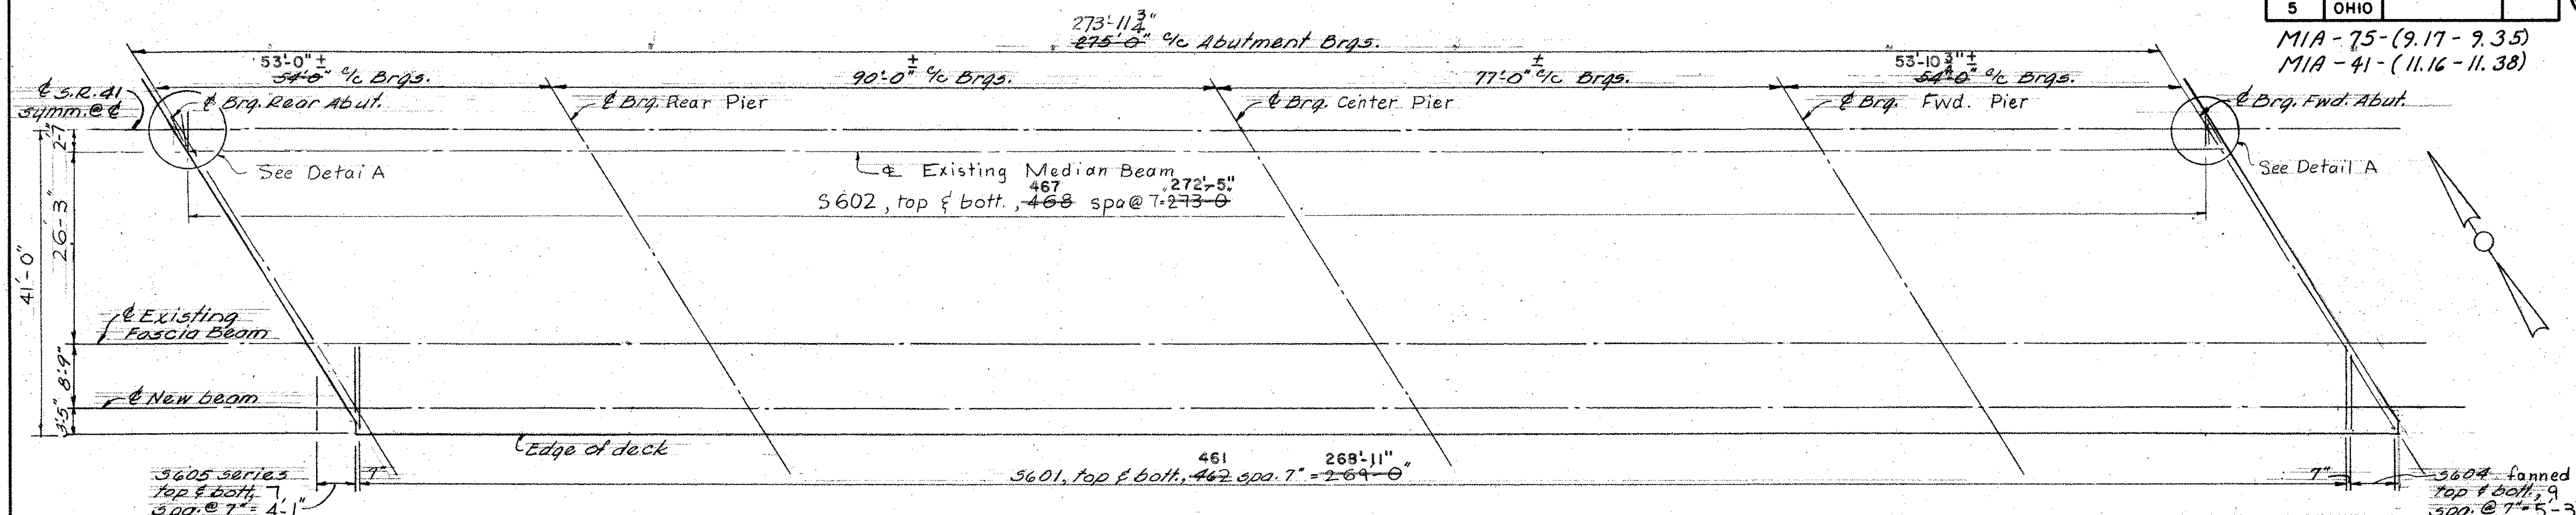 5 OHIO
MIA-75-(9.17-9.35)
MIA-41-(11.16-11.38)
273'-11 3/4"
275'-0" c/c Abutment Brgs.
53'-0" ±
54'-0" c/c Brgs.
90'-0" ± c/c Brgs.
77'-0" ± c/c Brgs.
53'-10 3/4" ±
54'-0" c/c Brgs.
℄ S.R. 41
symm. @ ℄
℄ Brg. Rear Abut.
℄ Brg. Rear Pier
℄ Brg. Center Pier
℄ Brg. Fwd. Pier
℄ Brg. Fwd. Abut.
2'-7"
See Detai A
℄ Existing Median Beam
See Detail A
467 272'-5"
S602, top & bott., 468 spa @ 7"=273'-0"
26'-3"
41'-0"
℄ Existing
Fascia Beam
8'-9"
℄ New beam
3'-5"
Edge of deck
S605 series
top & bott., 7
spa. @ 7" = 4'-1"
7"
461 268'-11"
S601, top & bott., 462 spa. 7" = 269'-0"
7"
S604 fanned
top & bott., 9
spa. @ 7"=5'-3